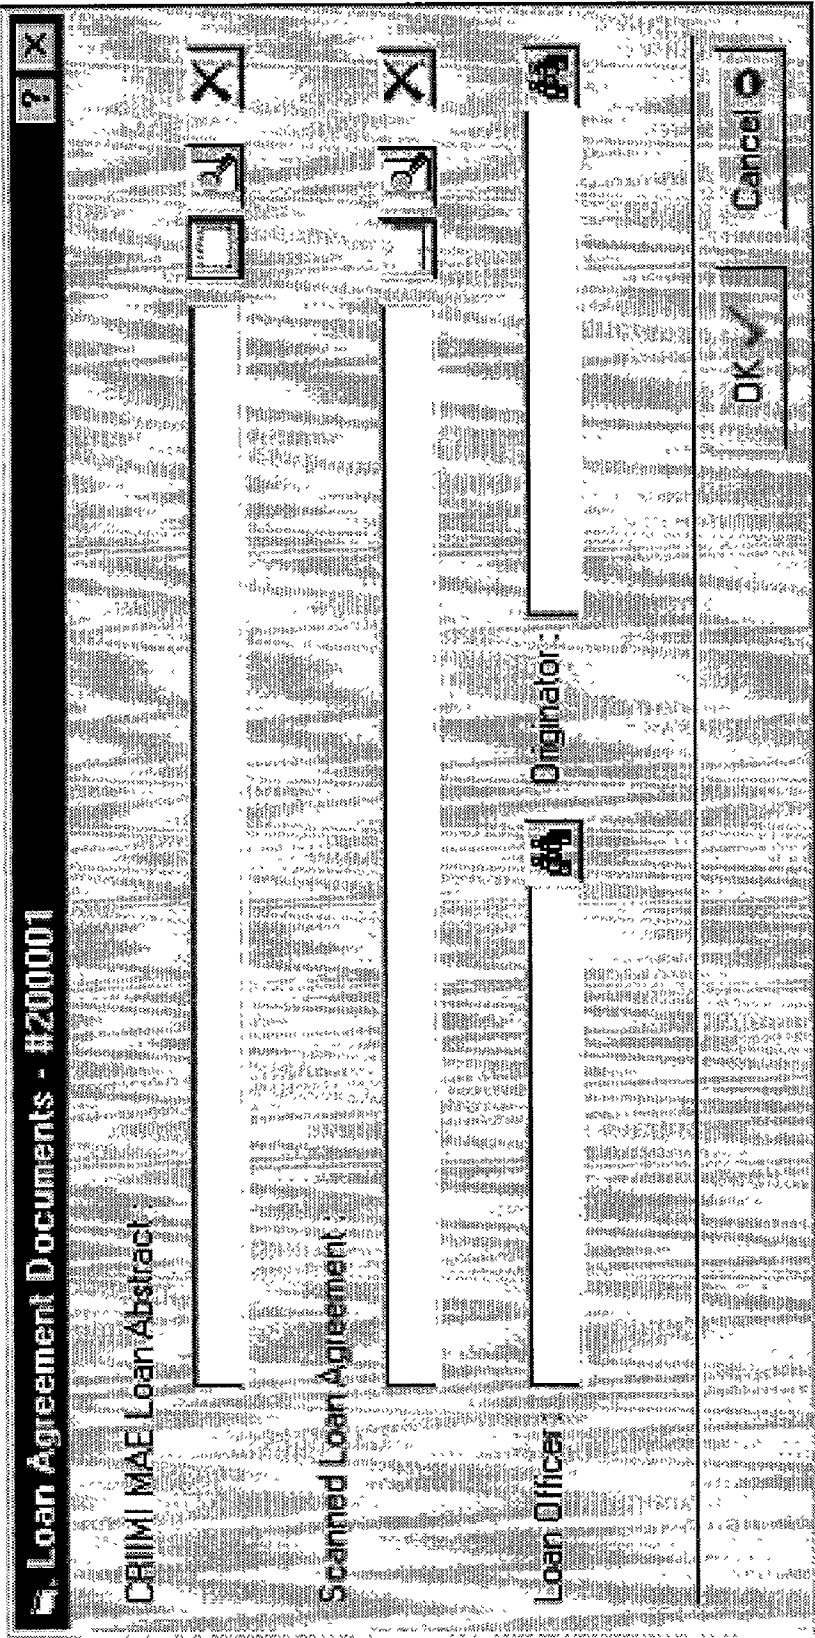 Loan Agreement Documents - #200001
CRIIMI MAE Loan Abstract :
Scanned Loan Agreement :
Loan Officer :
Originator :
OK
Cancel